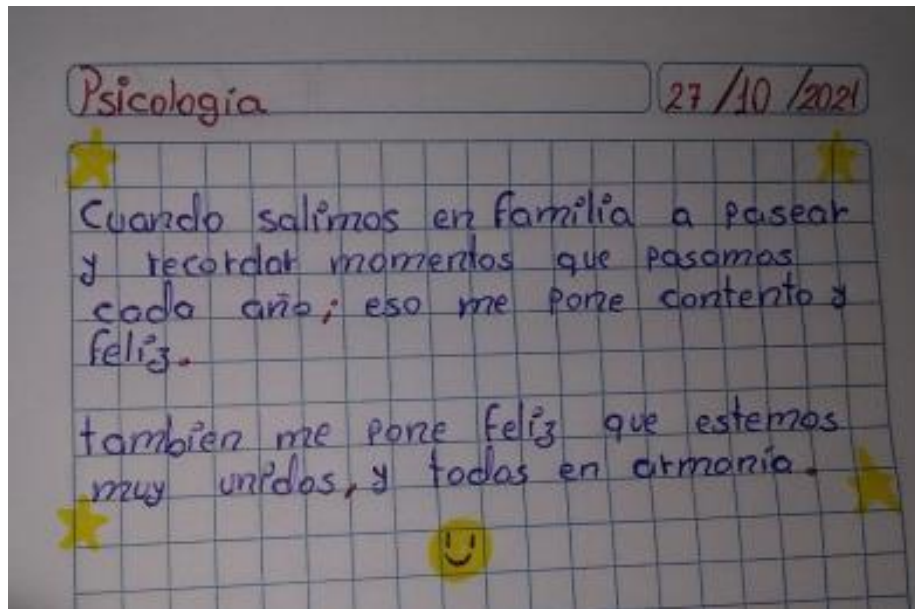 Psicología
27/10/2021
Cuando salimos en familia a pasear
y recordar momentos que pasamos
cada año; eso me pone contento y
feliz.
tambien me pone feliz que estemos
muy unidos, y todos en armonía.